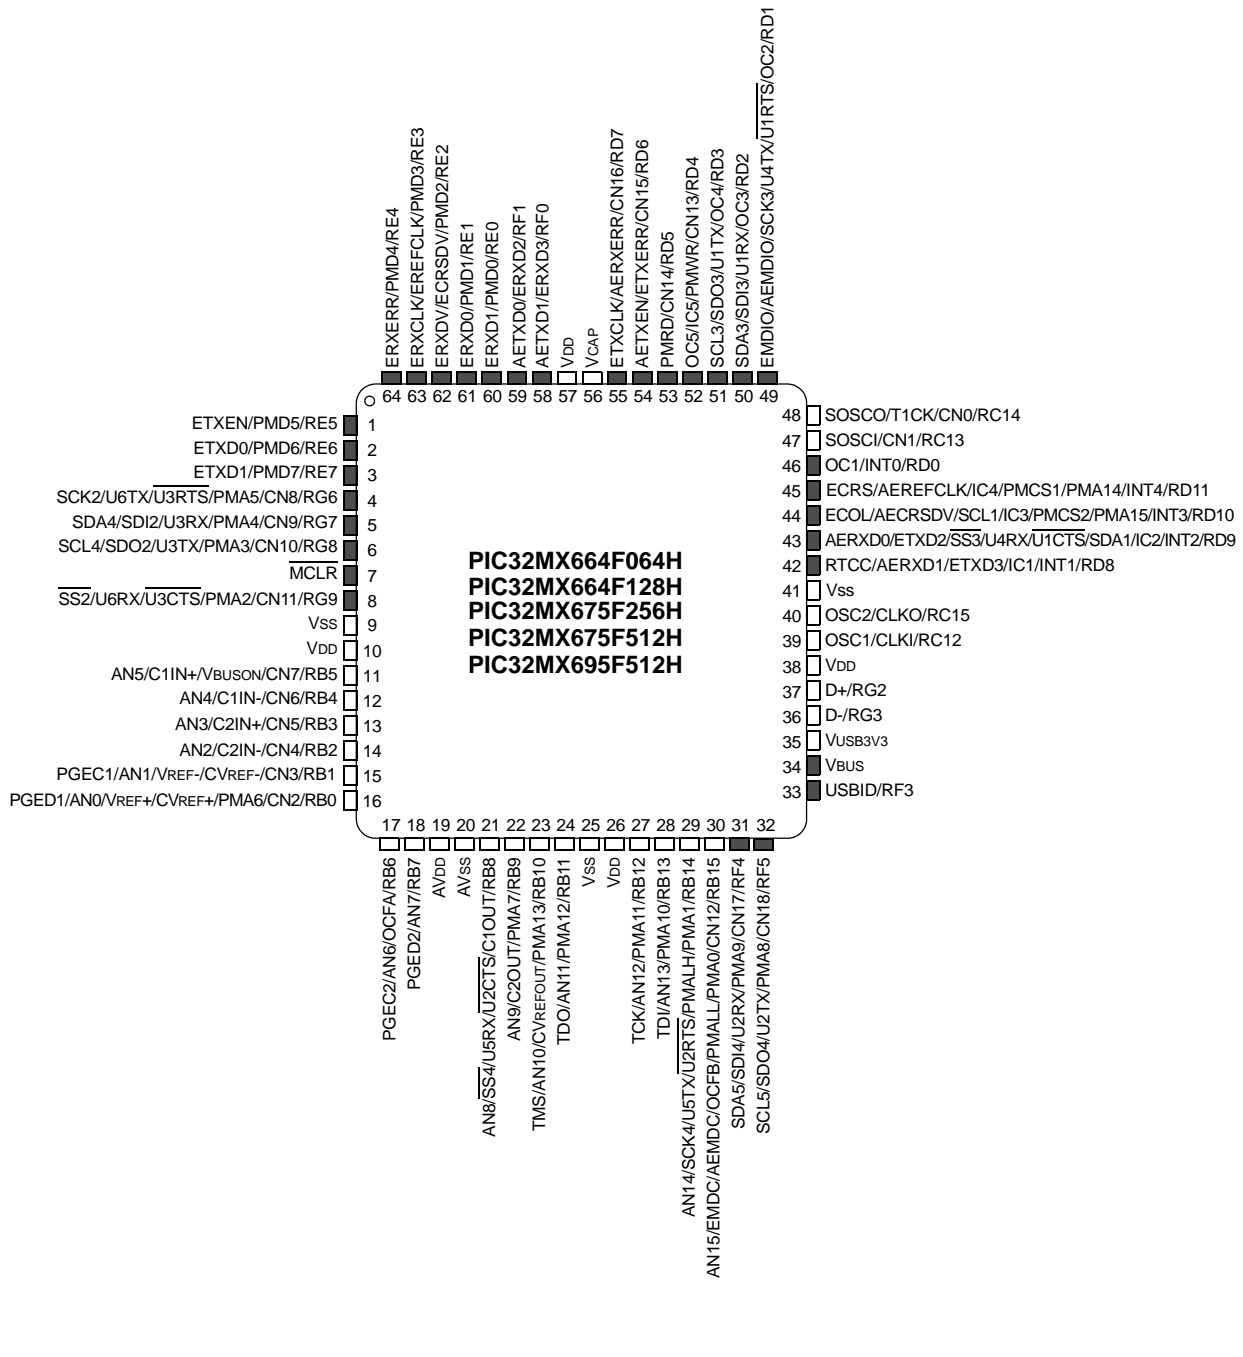 ERXERR/PMD4/RE4
ERXCLK/EREFCLK/PMD3/RE3
ERXDV/ECRSDV/PMD2/RE2
ERXD0/PMD1/RE1
ERXD1/PMD0/RE0
AETXD0/ERXD2/RF1
AETXD1/ERXD3/RF0
VDD
VCAP
ETXCLK/AERXERR/CN16/RD7
AETXEN/ETXERR/CN15/RD6
PMRD/CN14/RD5
OC5/IC5/PMWR/CN13/RD4
SCL3/SDO3/U1TX/OC4/RD3
SDA3/SDI3/U1RX/OC3/RD2
EMDIO/AEMDIO/SCK3/U4TX/U1RTS/OC2/RD1
64 63 62 61 60 59 58 57 56 55 54 53 52 51 50 49
ETXEN/PMD5/RE5 1
ETXD0/PMD6/RE6 2
ETXD1/PMD7/RE7 3
SCK2/U6TX/U3RTS/PMA5/CN8/RG6 4
SDA4/SDI2/U3RX/PMA4/CN9/RG7 5
SCL4/SDO2/U3TX/PMA3/CN10/RG8 6
MCLR 7
SS2/U6RX/U3CTS/PMA2/CN11/RG9 8
VSS 9
VDD 10
AN5/C1IN+/VBUSON/CN7/RB5 11
AN4/C1IN-/CN6/RB4 12
AN3/C2IN+/CN5/RB3 13
AN2/C2IN-/CN4/RB2 14
PGEC1/AN1/VREF-/CVREF-/CN3/RB1 15
PGED1/AN0/VREF+/CVREF+/PMA6/CN2/RB0 16
PIC32MX664F064H
PIC32MX664F128H
PIC32MX675F256H
PIC32MX675F512H
PIC32MX695F512H
48 SOSCO/T1CK/CN0/RC14
47 SOSCI/CN1/RC13
46 OC1/INT0/RD0
45 ECRS/AEREFCLK/IC4/PMCS1/PMA14/INT4/RD11
44 ECOL/AECRSDV/SCL1/IC3/PMCS2/PMA15/INT3/RD10
43 AERXD0/ETXD2/SS3/U4RX/U1CTS/SDA1/IC2/INT2/RD9
42 RTCC/AERXD1/ETXD3/IC1/INT1/RD8
41 Vss
40 OSC2/CLKO/RC15
39 OSC1/CLKI/RC12
38 VDD
37 D+/RG2
36 D-/RG3
35 VUSB3V3
34 VBUS
33 USBID/RF3
17 18 19 20 21 22 23 24 25 26 27 28 29 30 31 32
PGEC2/AN6/OCFA/RB6
PGED2/AN7/RB7
AVDD
AVSS
AN8/SS4/U5RX/U2CTS/C1OUT/RB8
AN9/C2OUT/PMA7/RB9
TMS/AN10/CVREFOUT/PMA13/RB10
TDO/AN11/PMA12/RB11
VSS
VDD
TCK/AN12/PMA11/RB12
TDI/AN13/PMA10/RB13
AN14/SCK4/U5TX/U2RTS/PMALH/PMA1/RB14
AN15/EMDC/AEMDC/OCFB/PMALL/PMA0/CN12/RB15
SDA5/SDI4/U2RX/PMA9/CN17/RF4
SCL5/SDO4/U2TX/PMA8/CN18/RF5